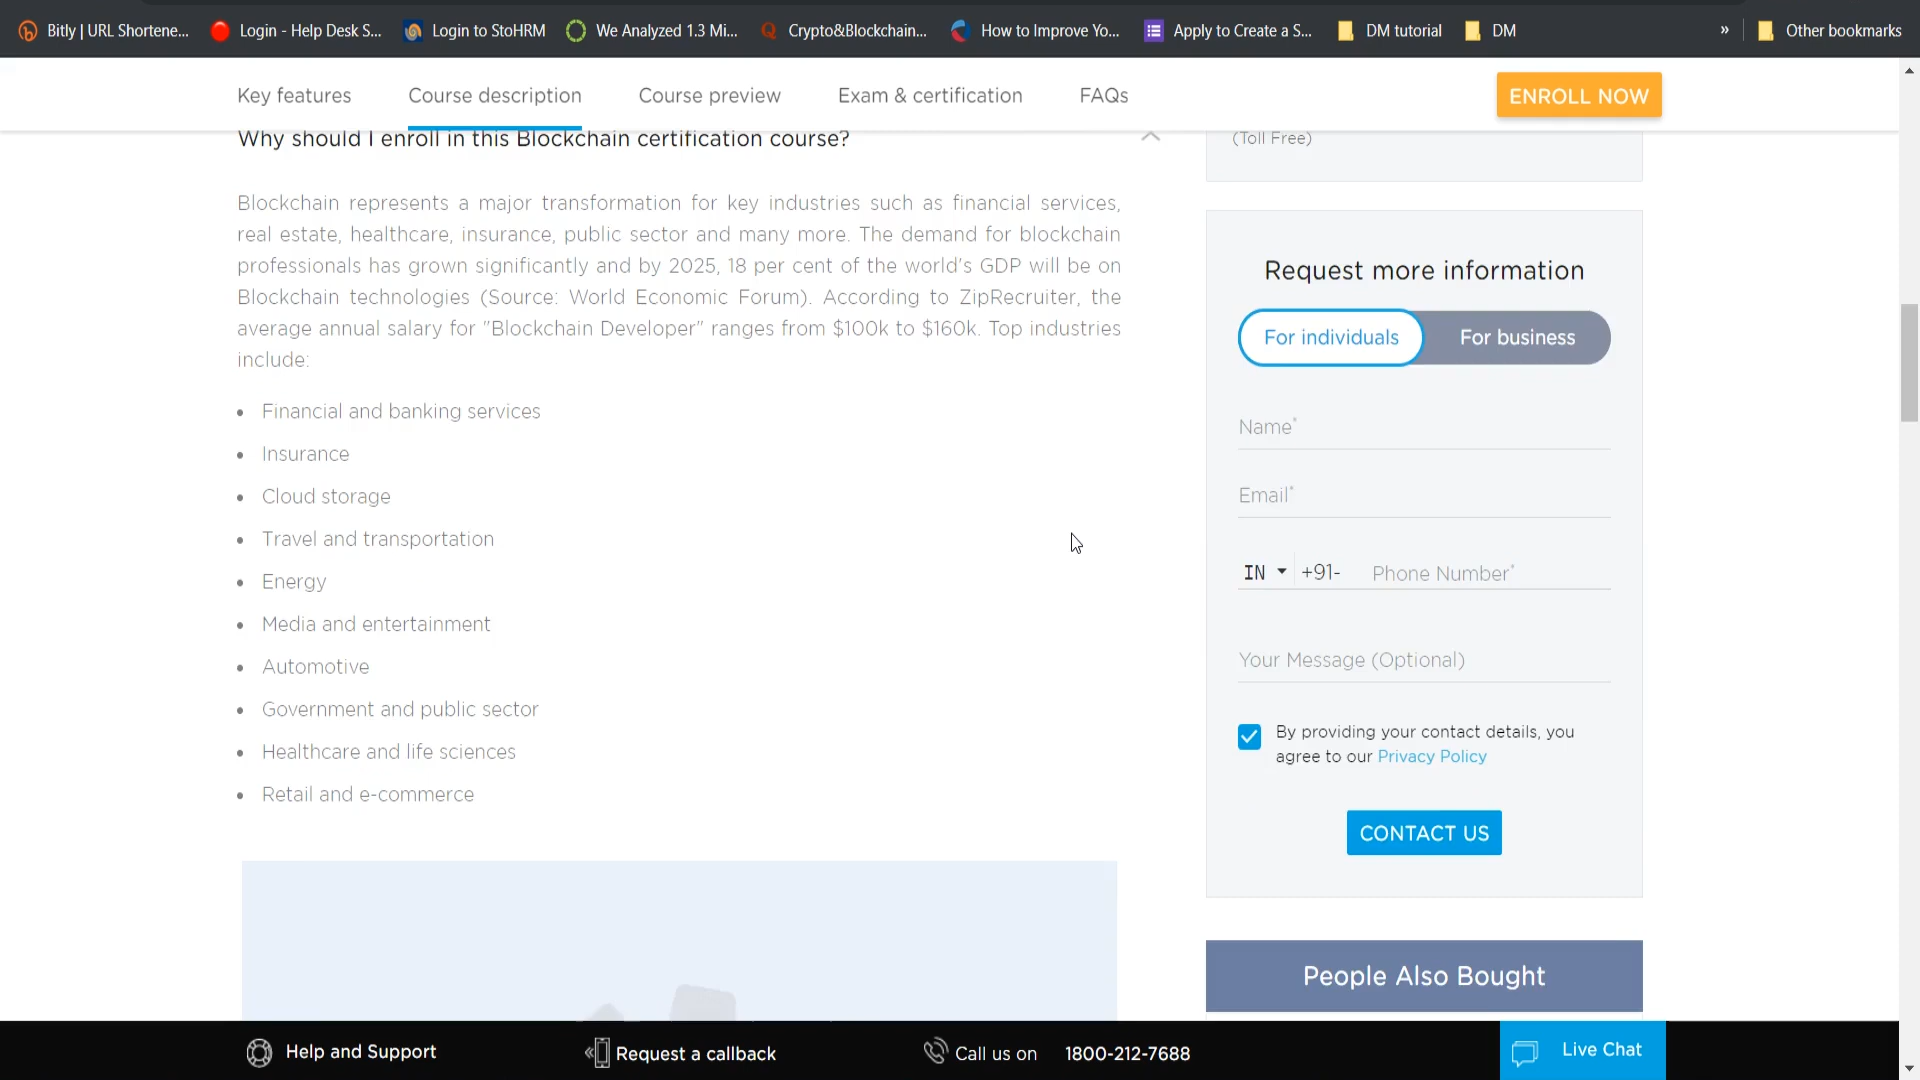 Bitly | URL Shortene...
Login - Help Desk S...
Login to StoHRM
We Analyzed 1.3 Mi...
Crypto&Blockchain...
How to Improve Yo...
Apply to Create a S...
DM tutorial
DM
»
Other bookmarks
Key features
Course description
Course preview
Exam & certification
FAQs
ENROLL NOW
Why should I enroll in this Blockchain certification course?
Blockchain represents a major transformation for key industries such as financial services,
real estate, healthcare, insurance, public sector and many more. The demand for blockchain
professionals has grown significantly and by 2025, 18 per cent of the world's GDP will be on
Blockchain technologies (Source: World Economic Forum). According to ZipRecruiter, the
average annual salary for "Blockchain Developer" ranges from $100k to $160k. Top industries
include:
• Financial and banking services
• Insurance
• Cloud storage
• Travel and transportation
• Energy
• Media and entertainment
• Automotive
• Government and public sector
• Healthcare and life sciences
• Retail and e-commerce
(Toll Free)
Request more information
For individuals
For business
Name*
Email*
IN +91- Phone Number*
Your Message (Optional)
By providing your contact details, you
agree to our Privacy Policy
CONTACT US
People Also Bought
Help and Support
Request a callback
Call us on 1800-212-7688
Live Chat